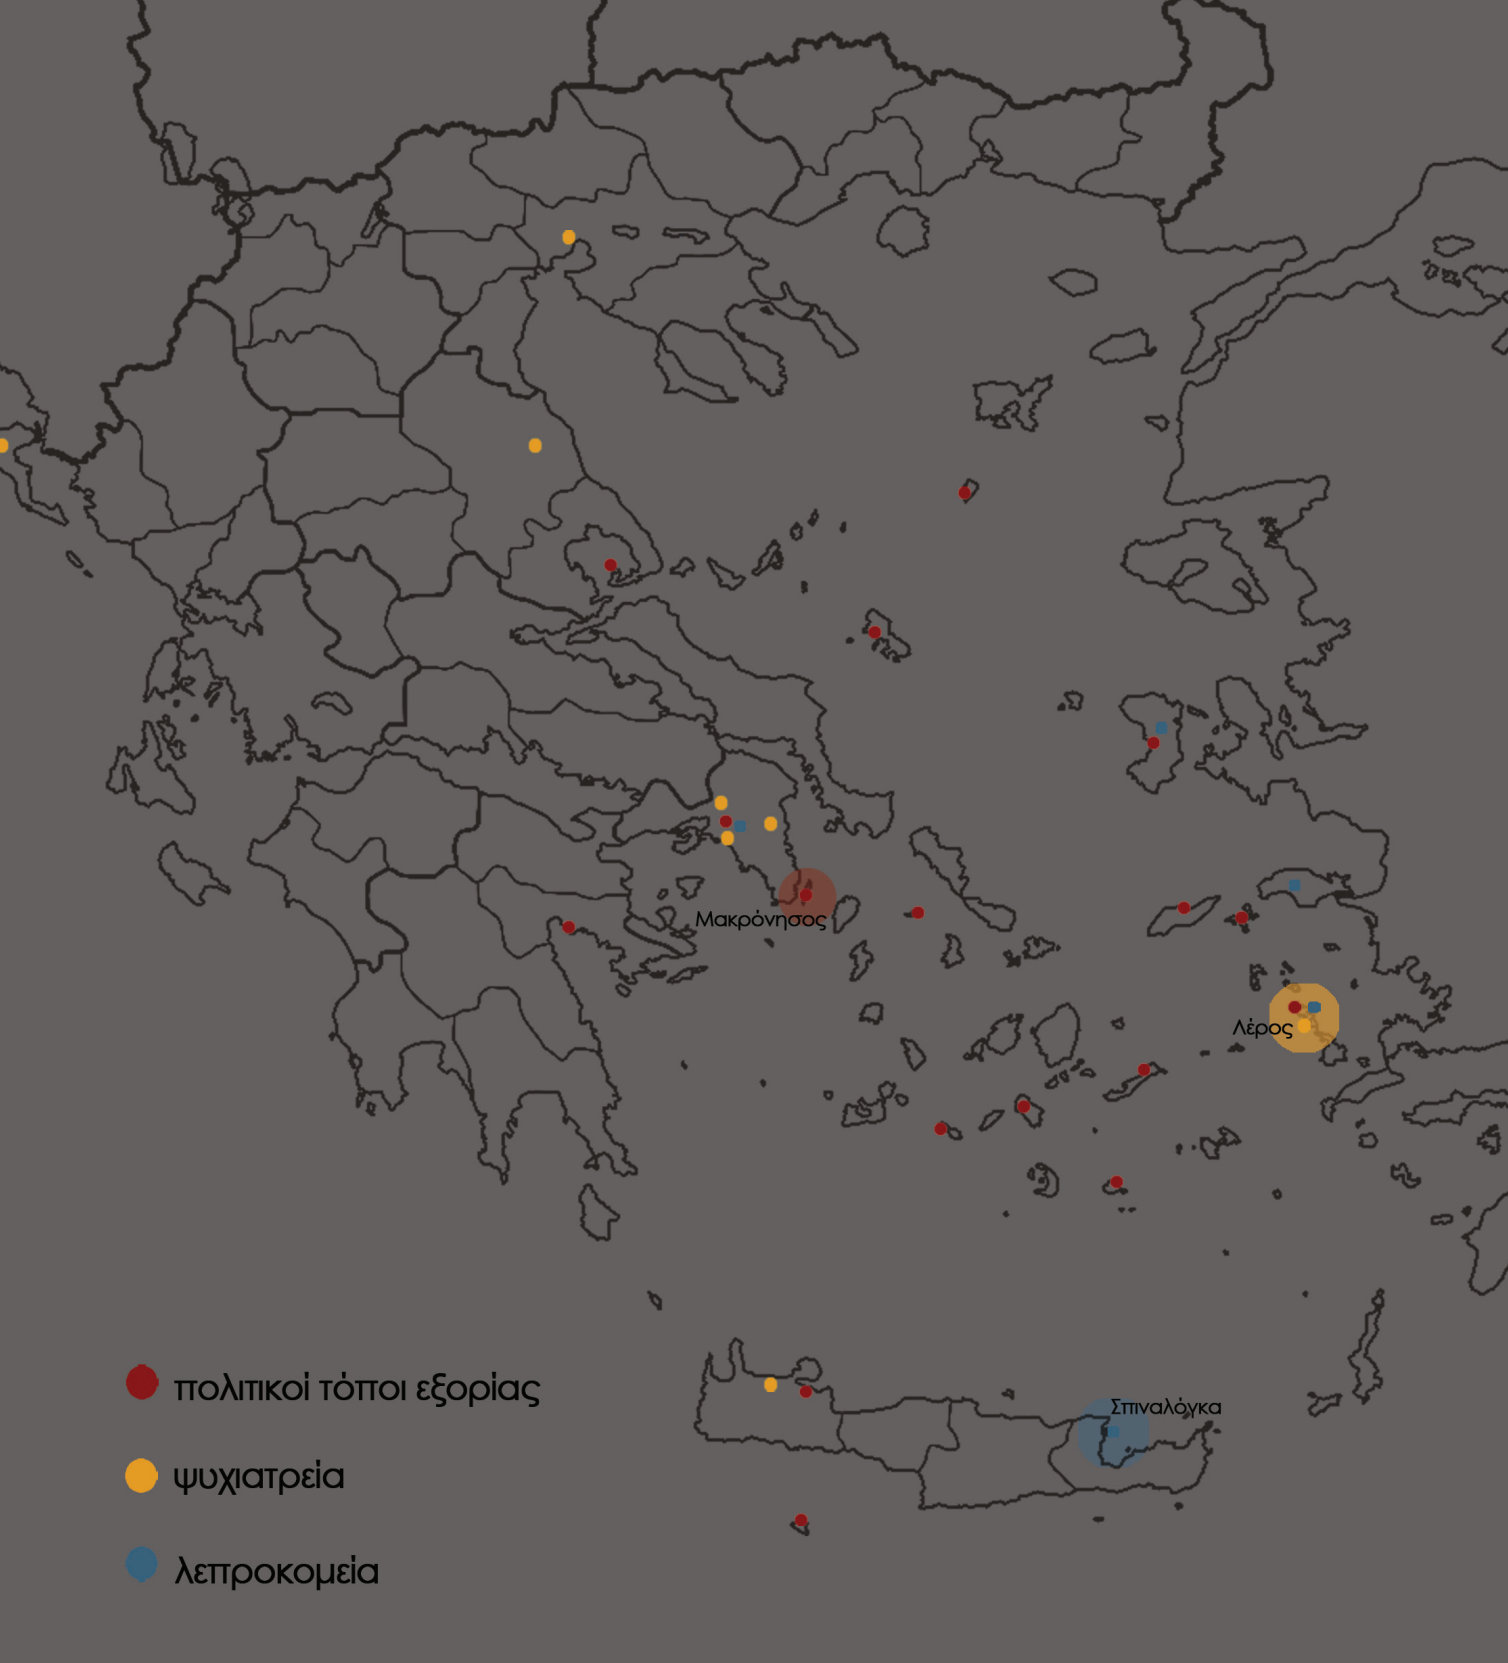 Μακρόνησος
Λέρος
Σπιναλόγκα
πολιτικοί τόποι εξορίας
ψυχιατρεία
λεπροκομεία